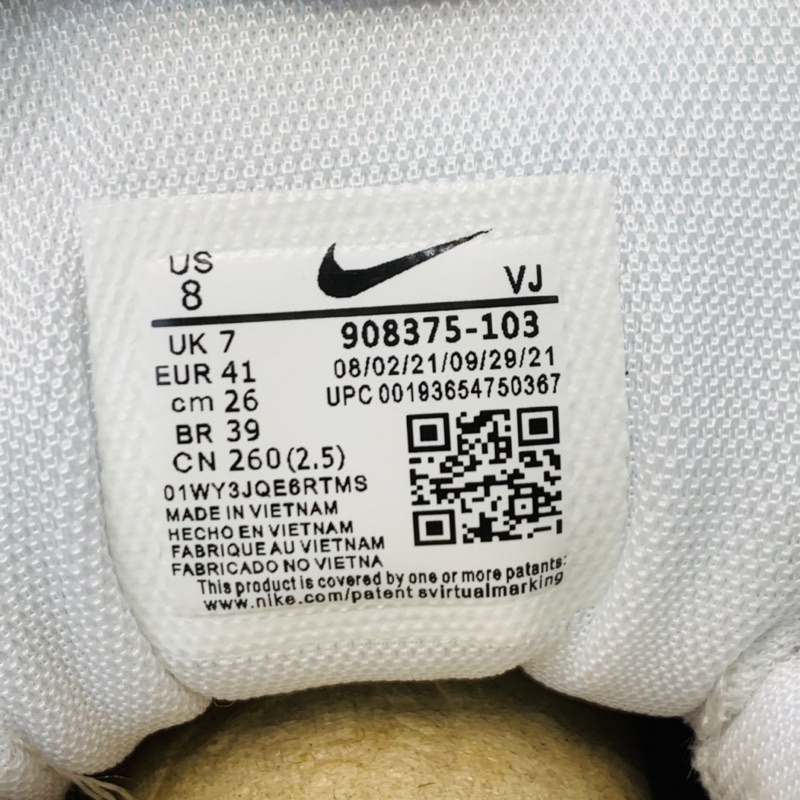 US
8
VJ
UK 7
908375-103
EUR 41
08/02/21/09/29/21
cm 26
UPC 00193654750367
BR 39
CN 260(2.5)
01WY3JQE6RTMS
MADE IN VIETNAM
HECHO EN VIETNAM
FABRIQUE AU VIETNAM
FABRICADO NO VIETNA
This product is covered by one or more patents:
www.nike.com/patent svirtualmarking